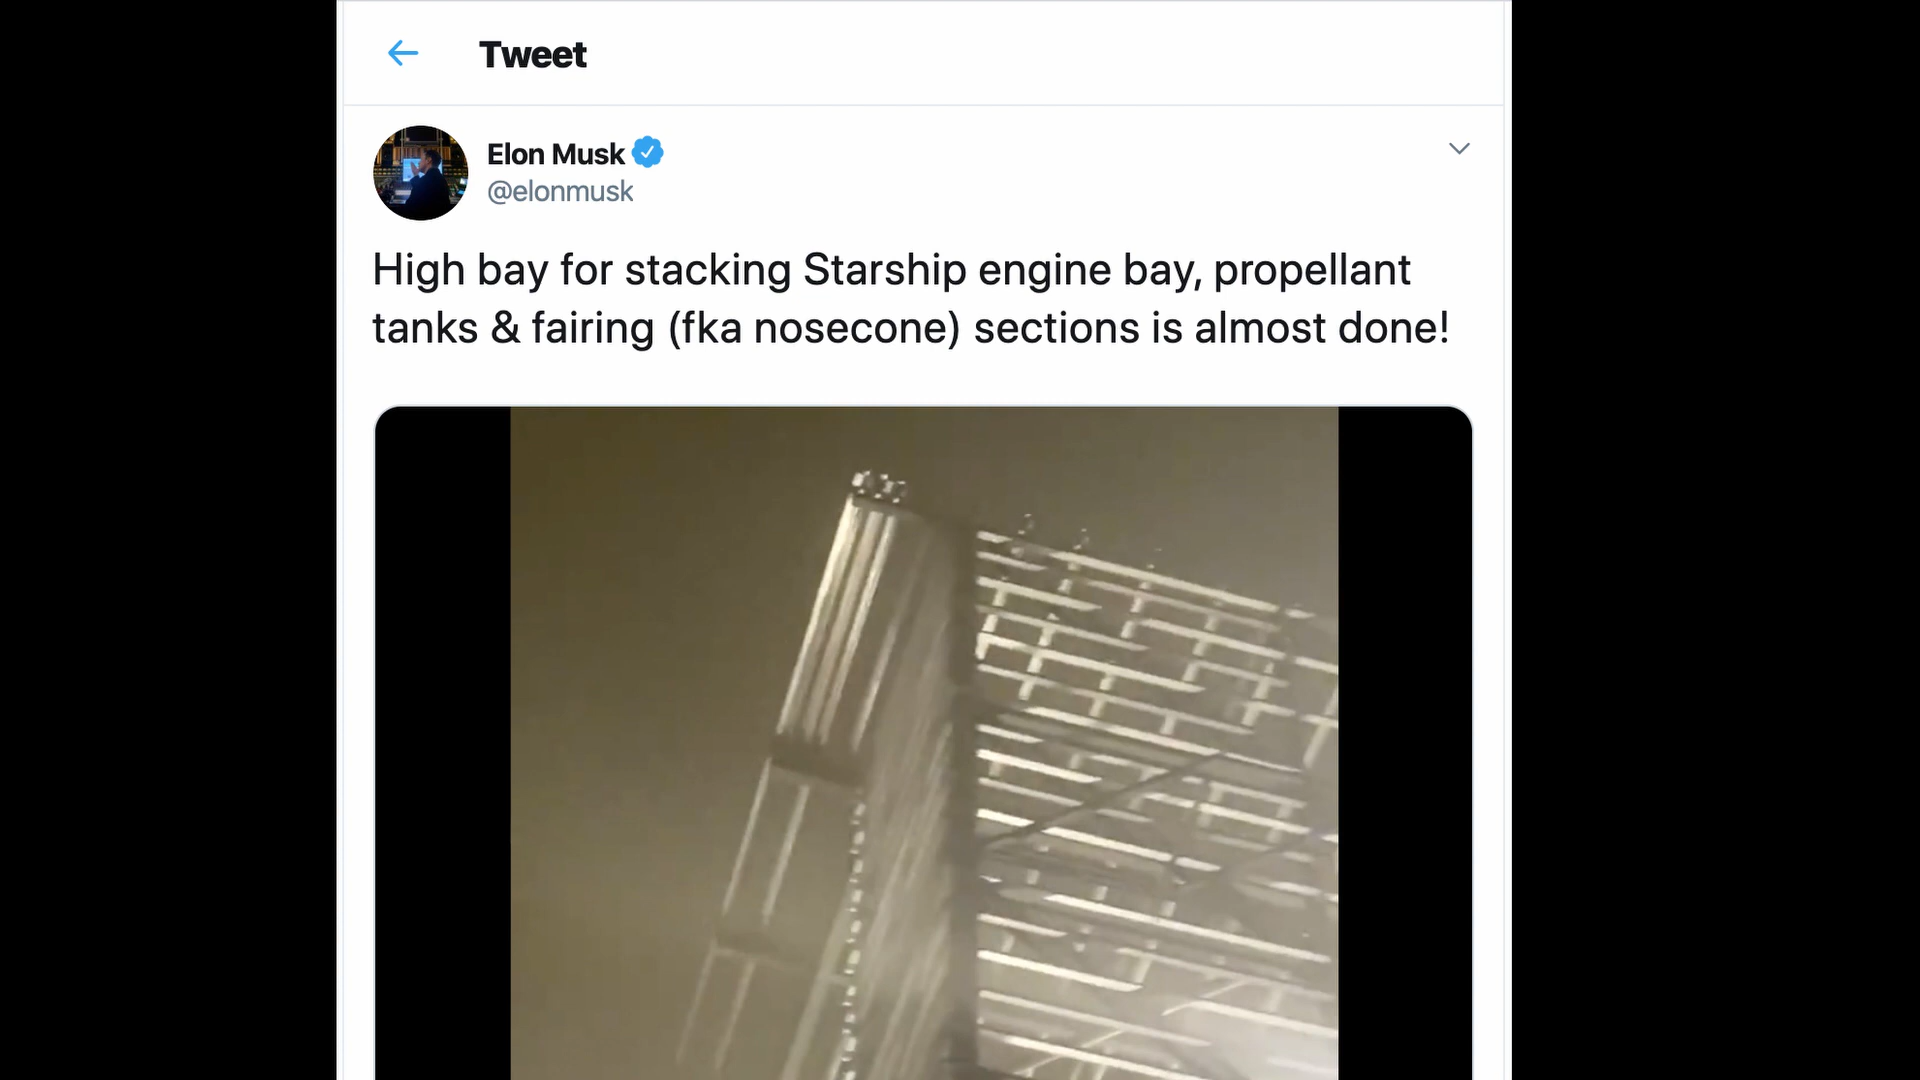 Tweet
Elon Musk
@elonmusk
High bay for stacking Starship engine bay, propellant
tanks & fairing (fka nosecone) sections is almost done!